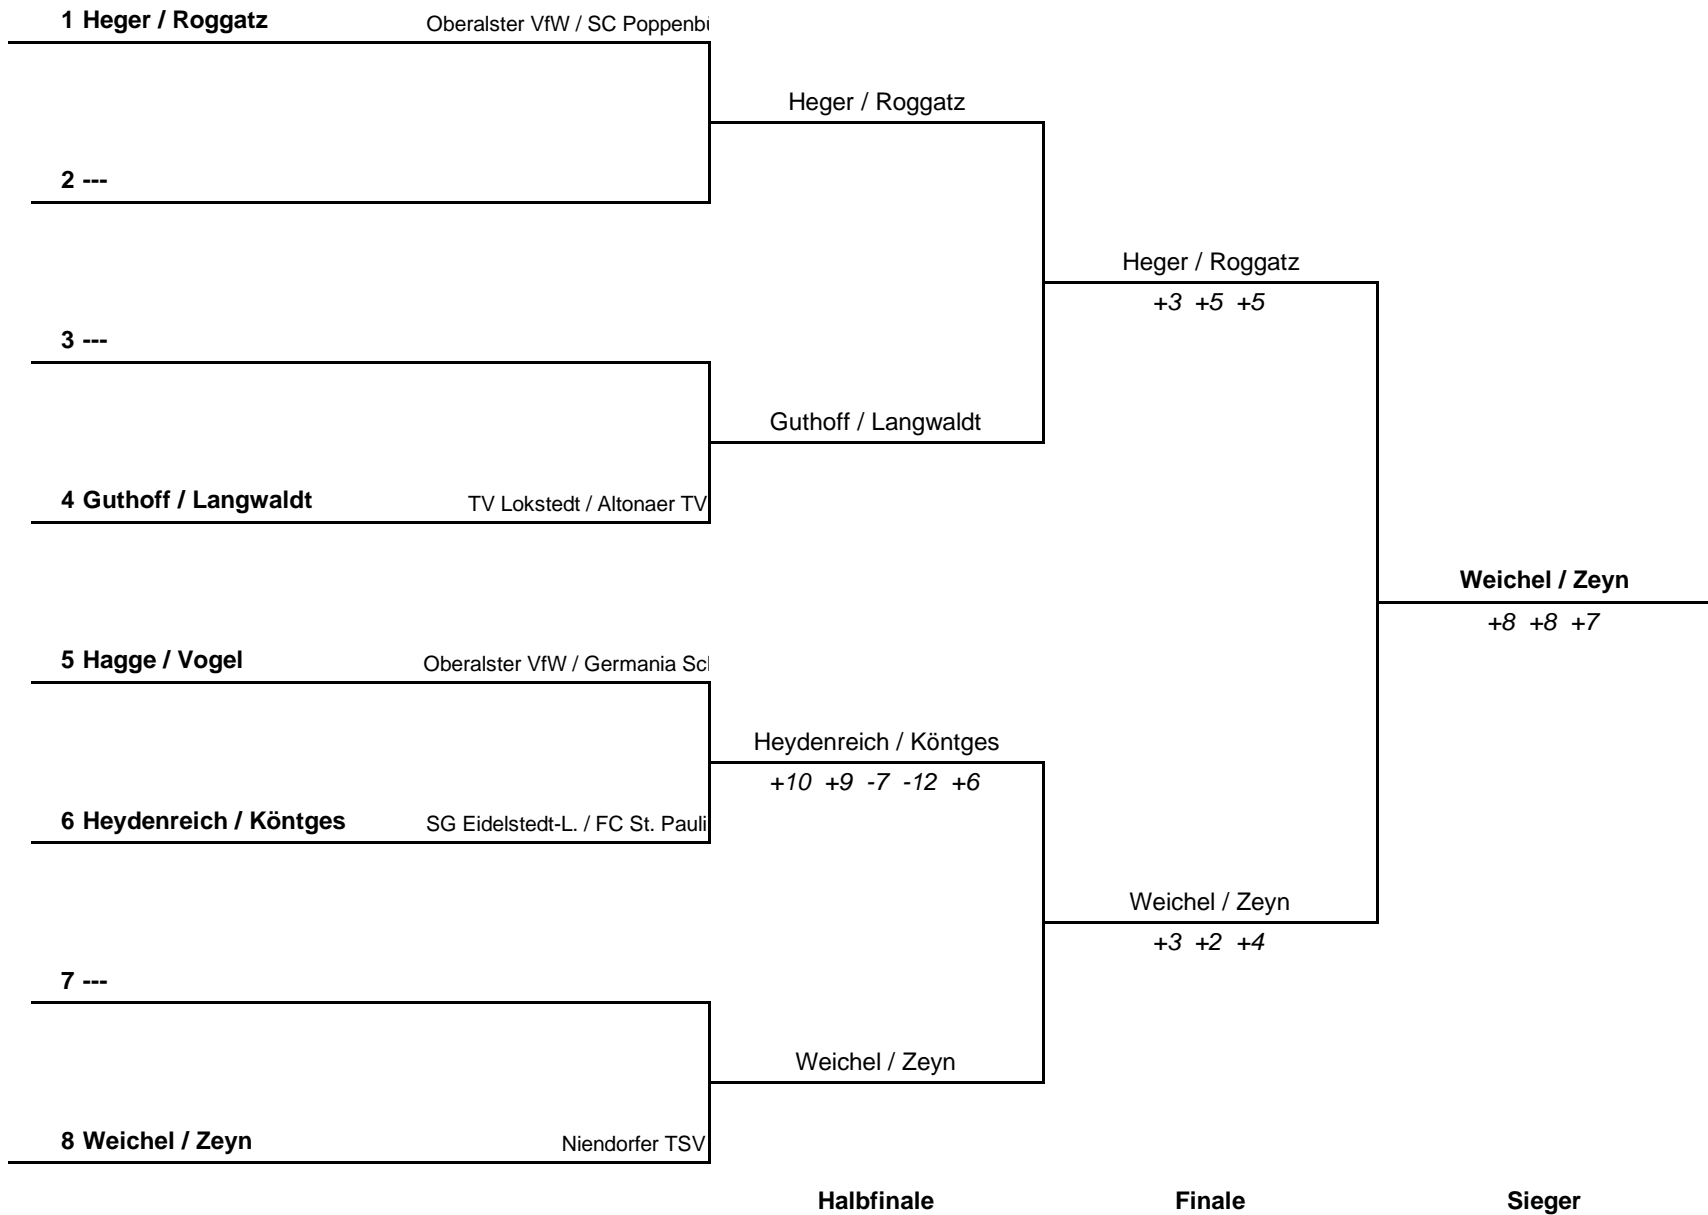 1 Heger / Roggatz Oberalster VfW / SC Poppenbü
Heger / Roggatz
2 ---
Heger / Roggatz
+3 +5 +5
3 ---
Guthoff / Langwaldt
4 Guthoff / Langwaldt TV Lokstedt / Altonaer TV
Weichel / Zeyn
+8 +8 +7
5 Hagge / Vogel Oberalster VfW / Germania Sc
Heydenreich / Köntges
+10 +9 -7 -12 +6
6 Heydenreich / Köntges SG Eidelstedt-L. / FC St. Pauli
Weichel / Zeyn
+3 +2 +4
7 ---
Weichel / Zeyn
8 Weichel / Zeyn Niendorfer TSV
Halbfinale Finale Sieger